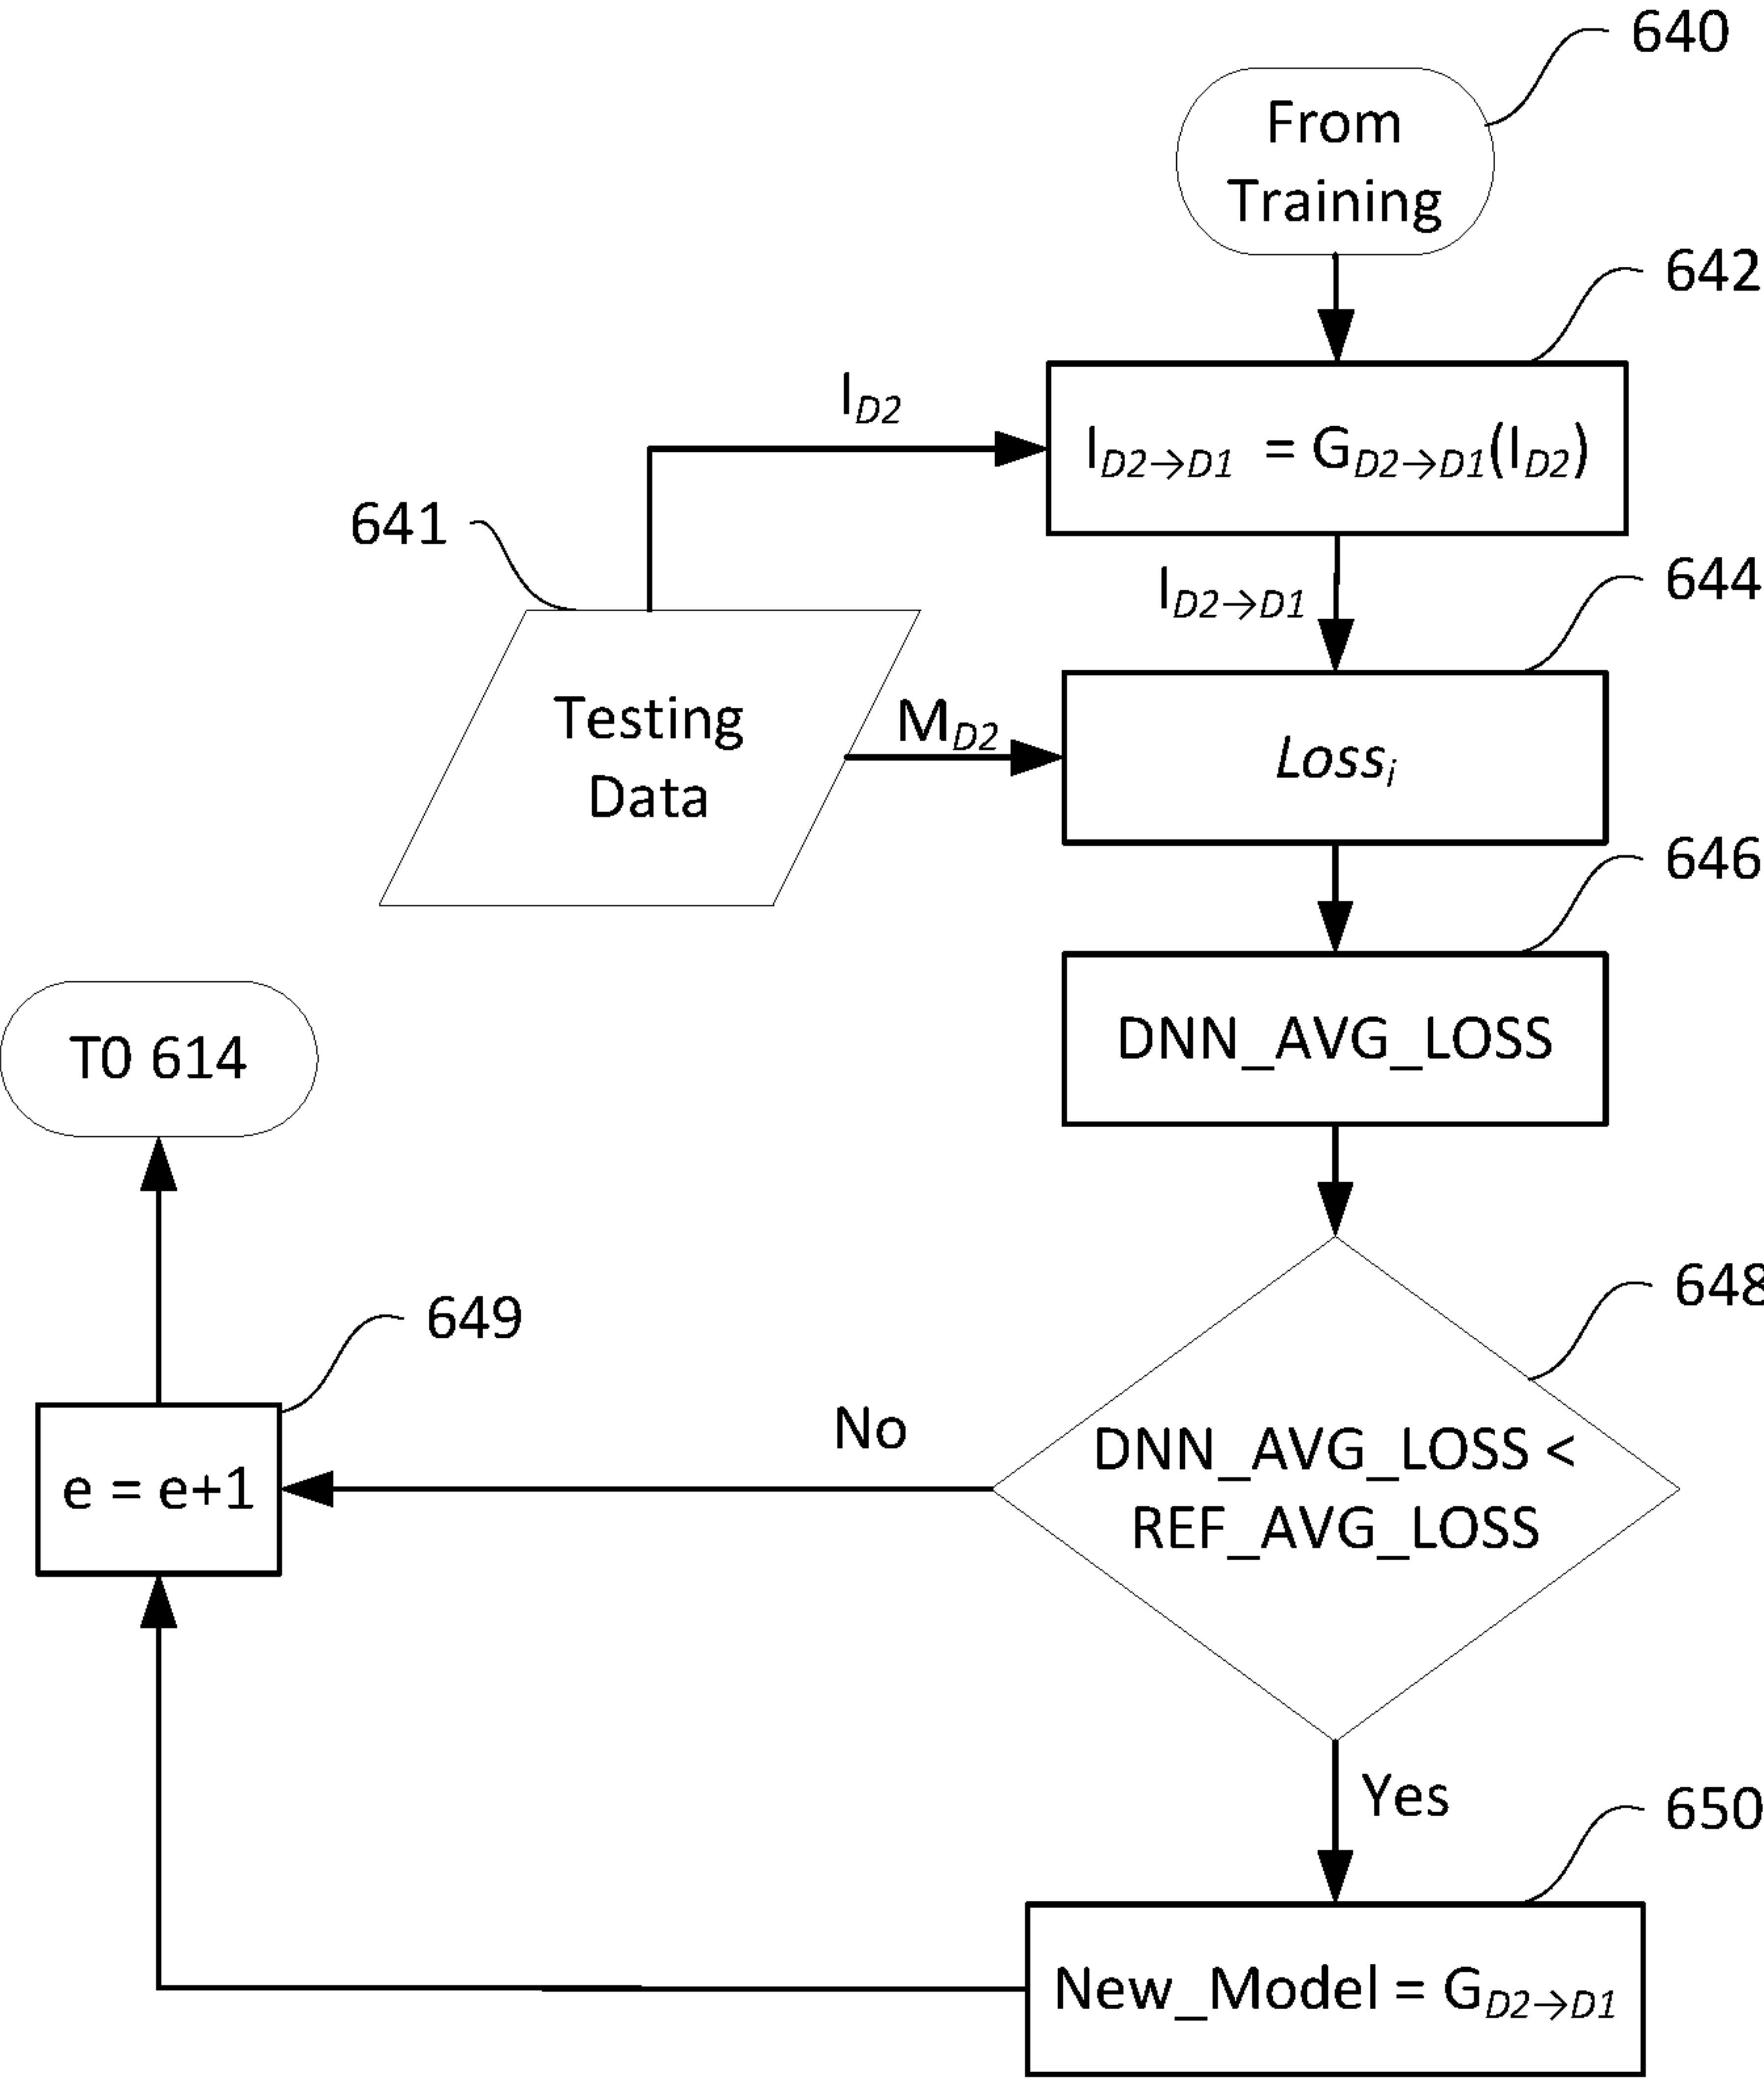 640
From
Training
642
I_D2
I_D2→D1 = G_D2→D1(I_D2)
641
I_D2→D1
644
Testing
Data
M_D2
Loss_i
646
DNN_AVG_LOSS
T0 614
648
649
No
DNN_AVG_LOSS <
REF_AVG_LOSS
e = e+1
Yes
650
New_Model = G_D2→D1